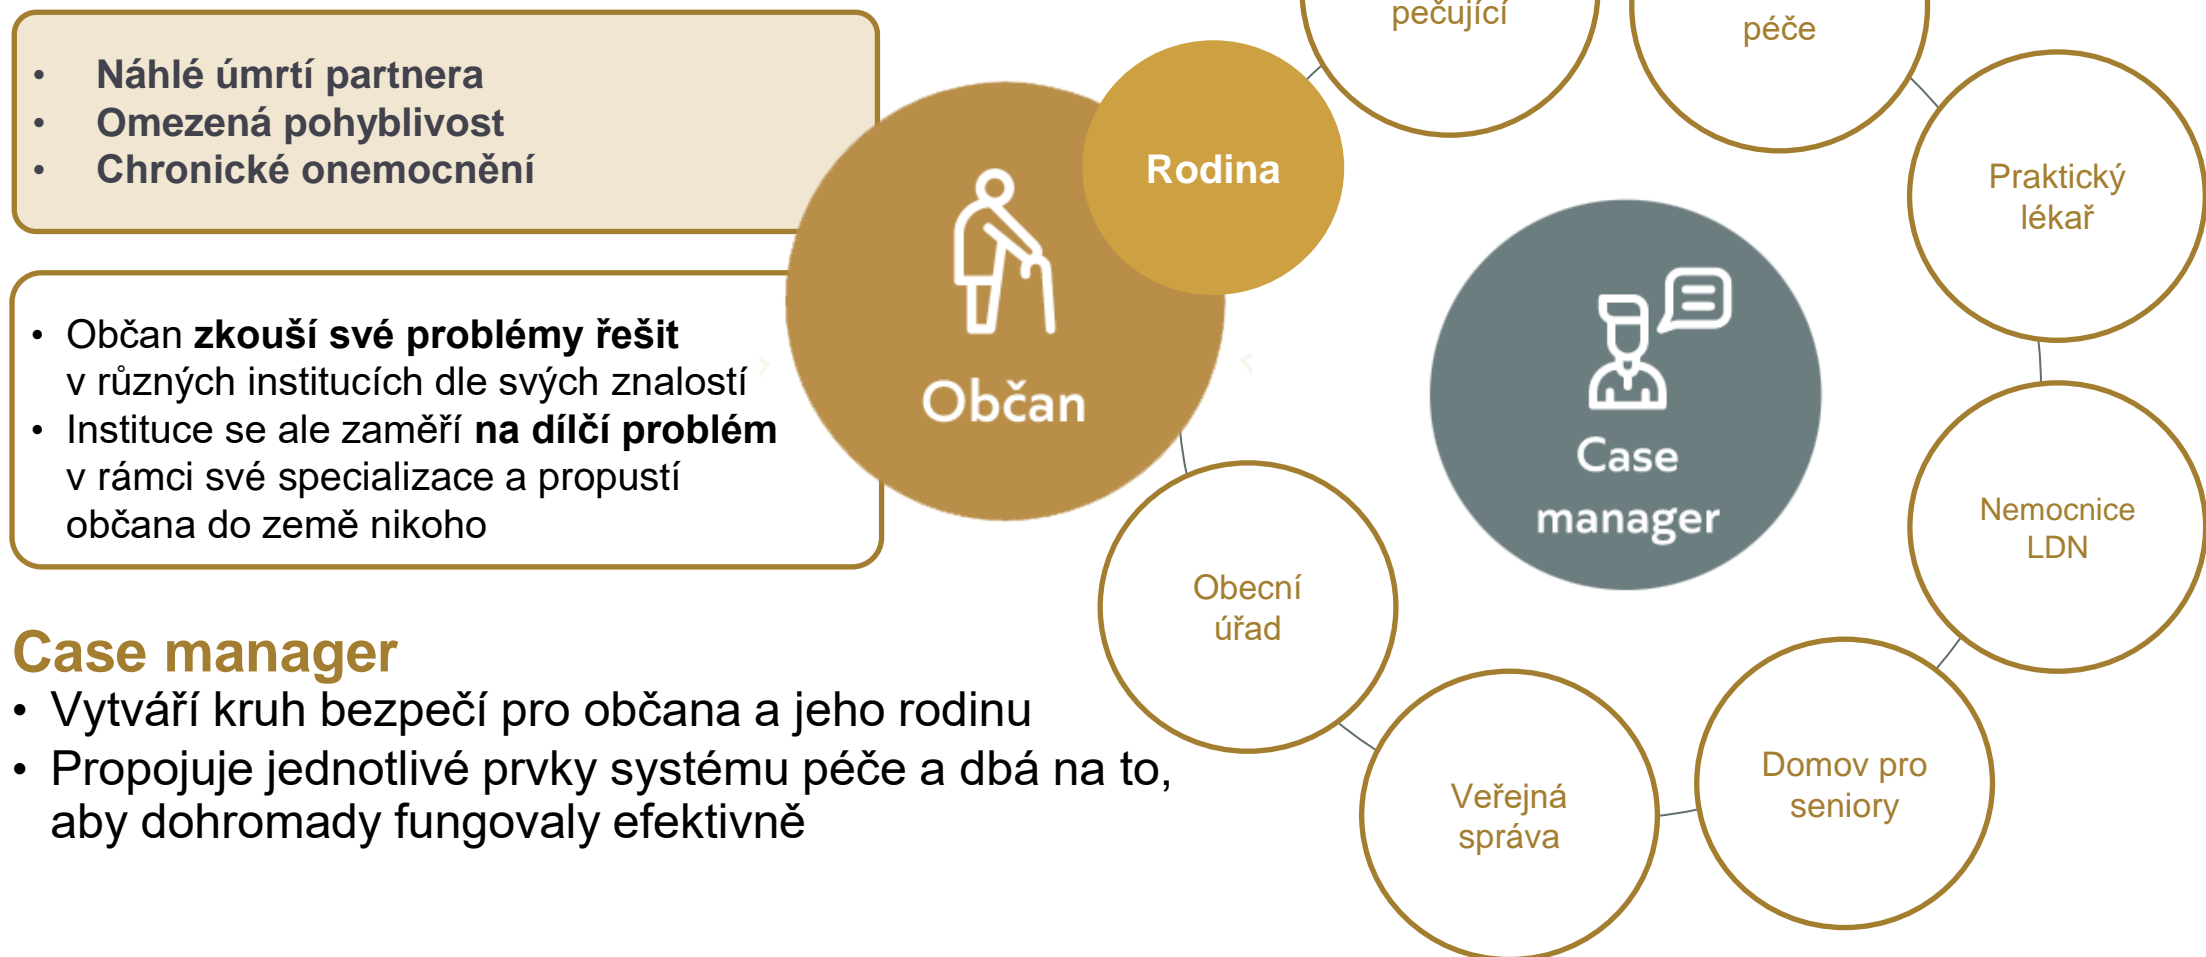 • Náhlé úmrtí partnera
• Omezená pohyblivost
• Chronické onemocnění
• Občan zkouší své problémy řešit
v různých institucích dle svých znalostí
• Instituce se ale zaměří na dílčí problém
v rámci své specializace a propustí
občana do země nikoho
Case manager
• Vytváří kruh bezpečí pro občana a jeho rodinu
• Propojuje jednotlivé prvky systému péče a dbá na to,
aby dohromady fungovaly efektivně
Občan
Rodina
pečující
péče
Praktický
lékař
Nemocnice
LDN
Domov pro
seniory
Veřejná
správa
Obecní
úřad
Case
manager